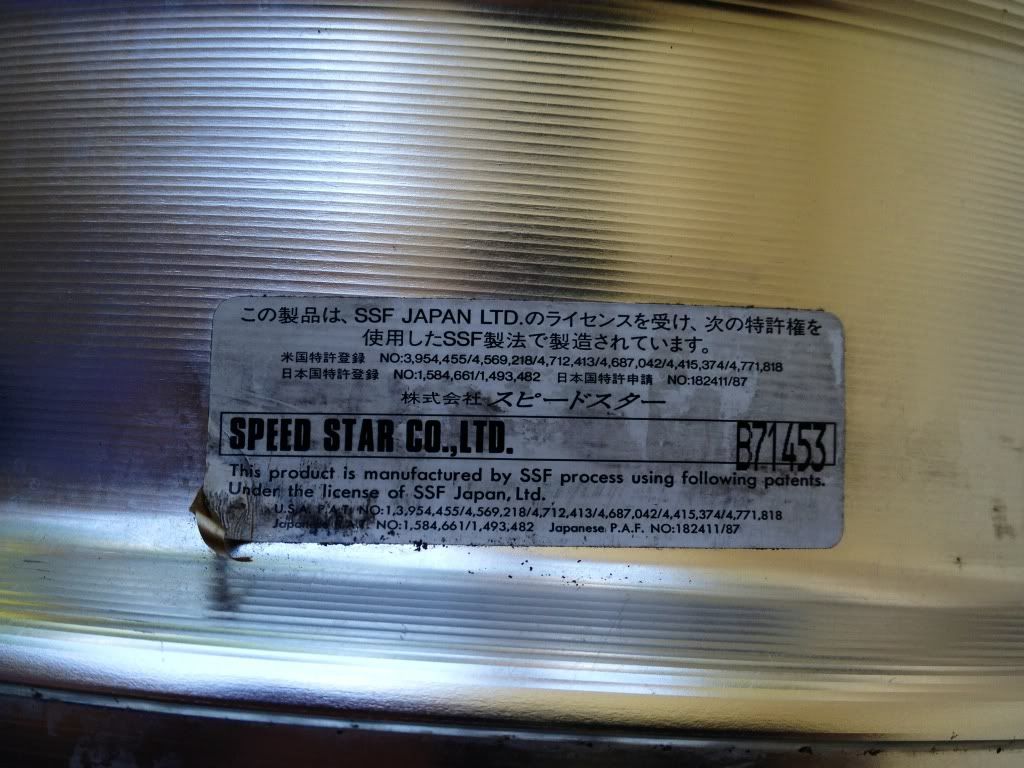 この製品は、SSF JAPAN LTD.のライセンスを受け、次の特許権を
使用したSSF製法で製造されています。
米国特許登録 NO:3,954,455/4,569,218/4,712,413/4,687,042/4,415,374/4,771,818
日本国特許登録 NO:1,584,661/1,493,482 日本国特許申請 NO:182411/87
株式会社 スピードスター
SPEED STAR CO.,LTD. B71453
This product is manufactured by SSF process using following patents.
Under the license of SSF Japan, Ltd.
U.S.A. P.A.T. NO:1,3,954,455/4,569,218/4,712,413/4,687,042/4,415,374/4,771,818
Japanese P.A.T. NO:1,584,661/1,493,482 Japanese P.A.F. NO:182411/87